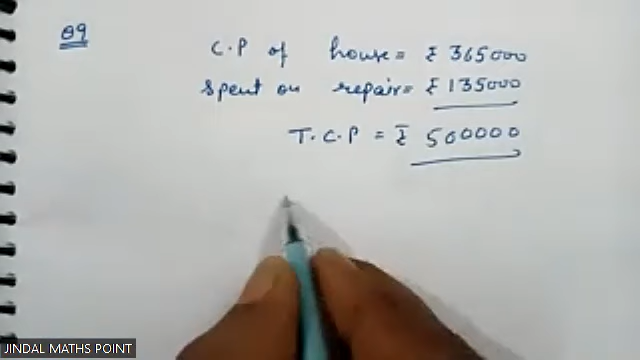 Q9
C.P of house = ₹ 365000
Spent on repair = ₹ 135000
T.C.P = ₹ 500000
JINDAL MATHS POINT